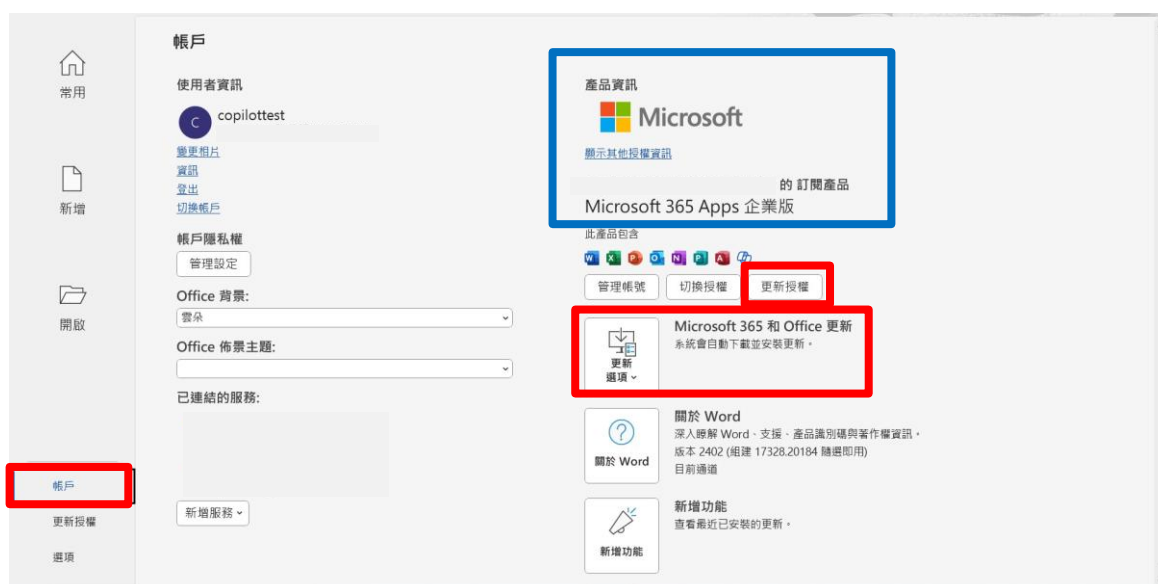 常用
新增
開啟
帳戶
更新授權
選項
帳戶
使用者資訊
C
copilottest
變更相片
資訊
登出
切換帳戶
帳戶隱私權
管理設定
Office 背景:
雲朵
Office 佈景主題:
已連結的服務:
新增服務
產品資訊
Microsoft
顯示其他授權資訊
的 訂閱產品
Microsoft 365 Apps 企業版
此產品包含
管理帳號 切換授權 更新授權
更新
選項
Microsoft 365 和 Office 更新
系統會自動下載並安裝更新。
關於 Word
關於 Word
深入瞭解 Word、支援、產品識別碼與著作權資訊。
版本 2402 (組建 17328.20184 隨選即用)
目前通道
新增功能
新增功能
查看最近已安裝的更新。